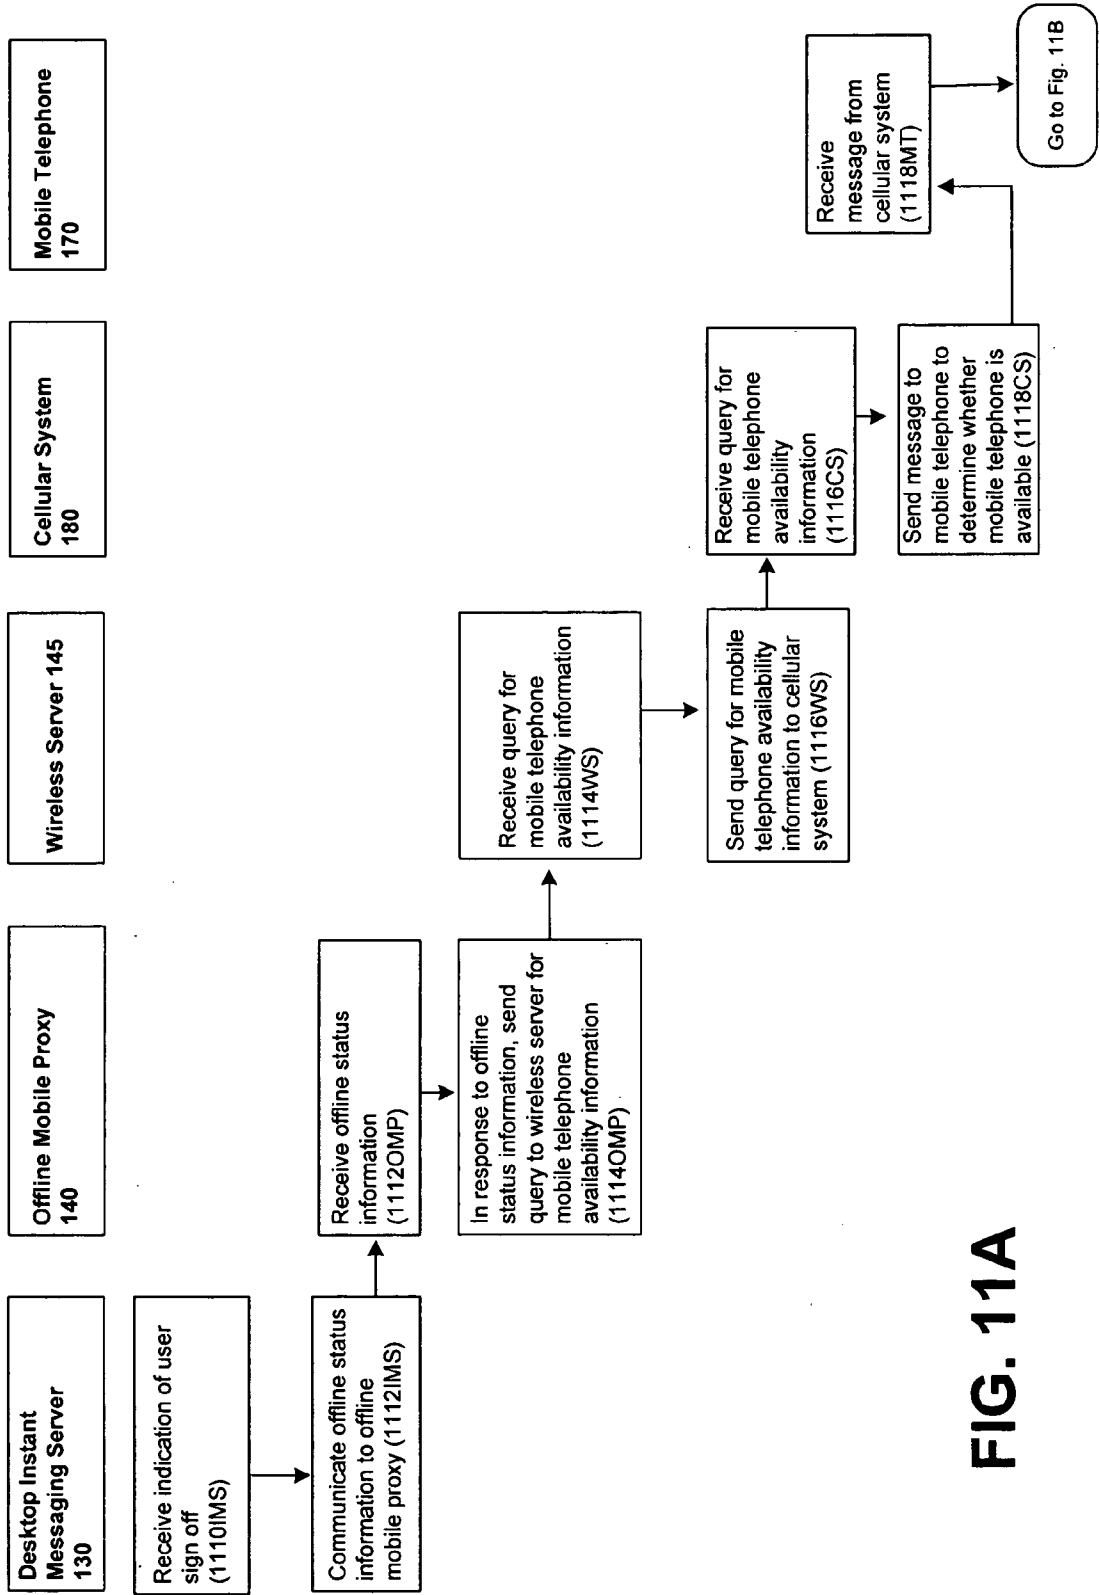 Desktop Instant
Messaging Server
130
Offline Mobile Proxy
140
Wireless Server 145
Cellular System
180
Mobile Telephone
170
Receive indication of user
sign off
(1110IMS)
Communicate offline status
information to offline
mobile proxy (1112IMS)
Receive offline status
information
(1112OMP)
In response to offline
status information, send
query to wireless server for
mobile telephone
availability information
(1114OMP)
Receive query for
mobile telephone
availability information
(1114WS)
Send query for mobile
telephone availability
information to cellular
system (1116WS)
Receive query for
mobile telephone
availability
information
(1116CS)
Send message to
mobile telephone to
determine whether
mobile telephone is
available (1118CS)
Receive
message from
cellular system
(1118MT)
Go to Fig. 11B
FIG. 11A